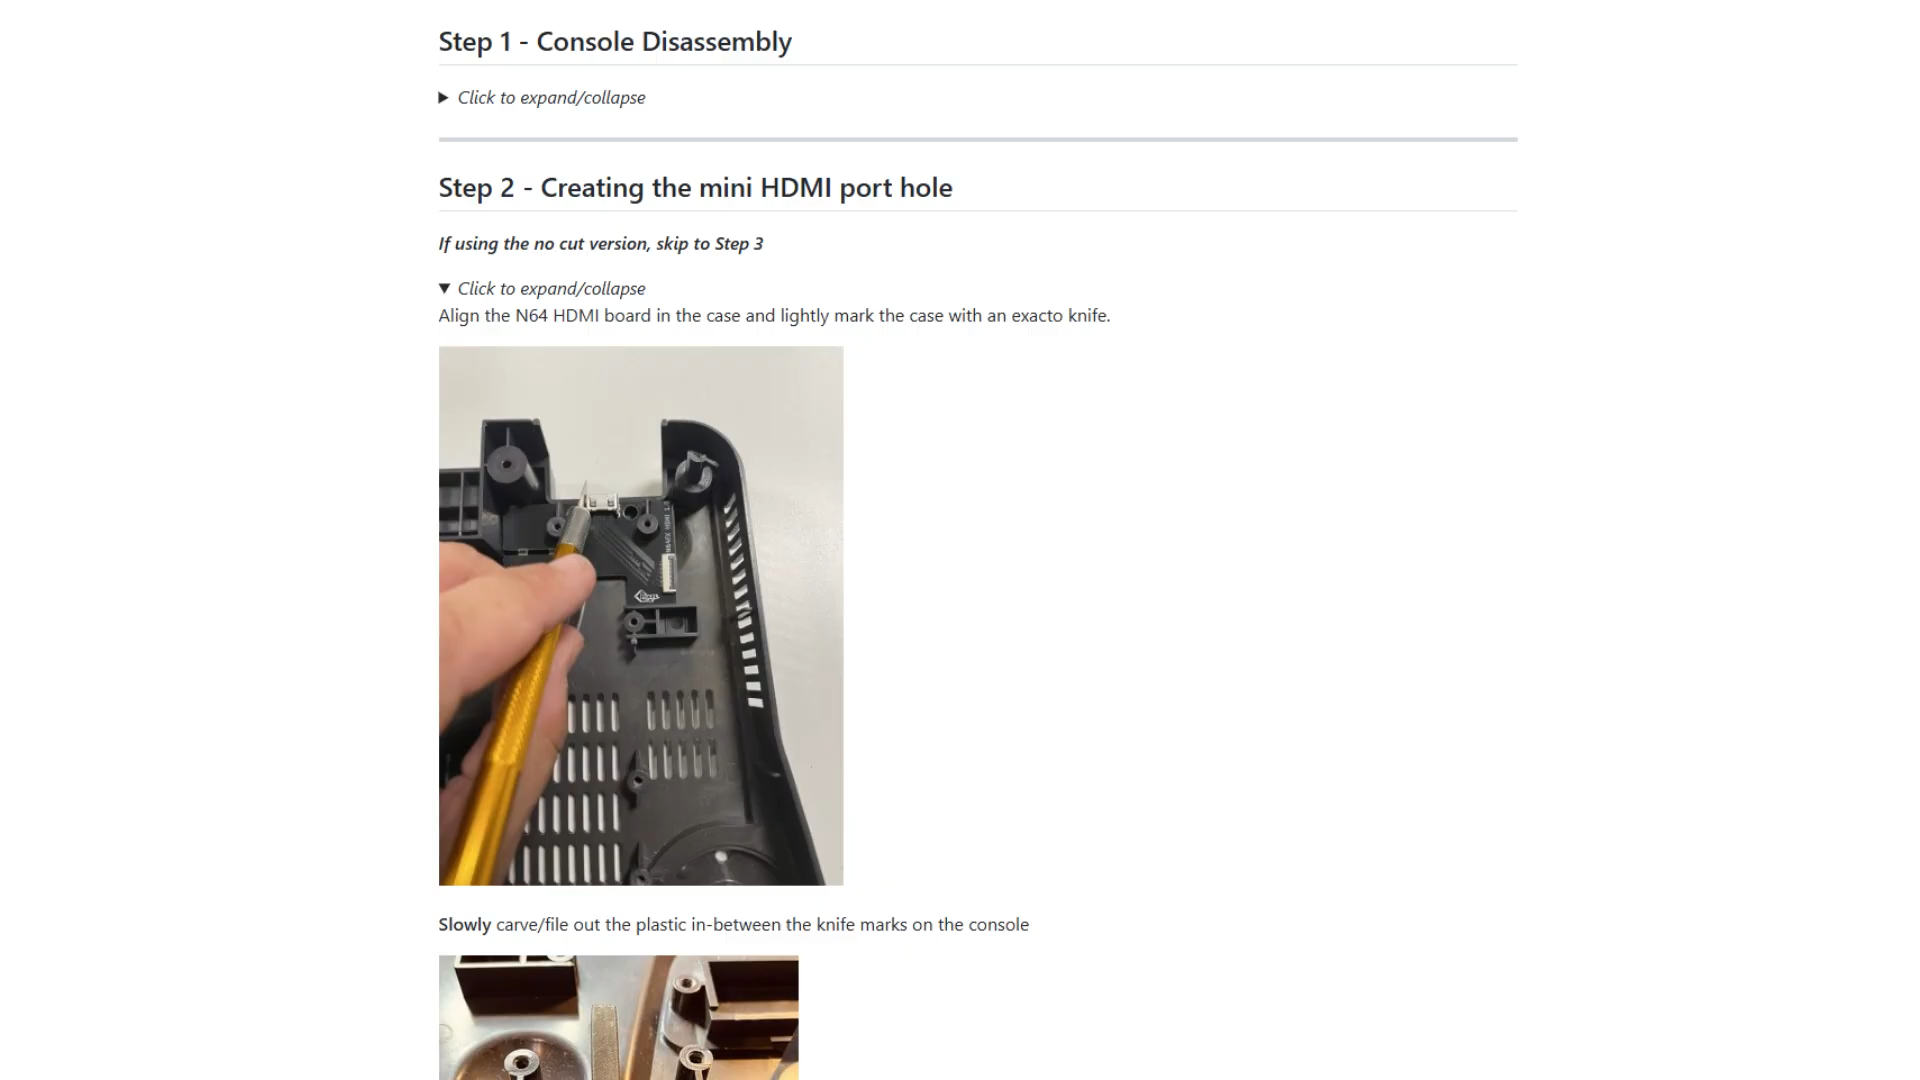 Step 1 - Console Disassembly
Click to expand/collapse
Step 2 - Creating the mini HDMI port hole
If using the no cut version, skip to Step 3
Click to expand/collapse
Align the N64 HDMI board in the case and lightly mark the case with an exacto knife.
Slowly carve/file out the plastic in-between the knife marks on the console